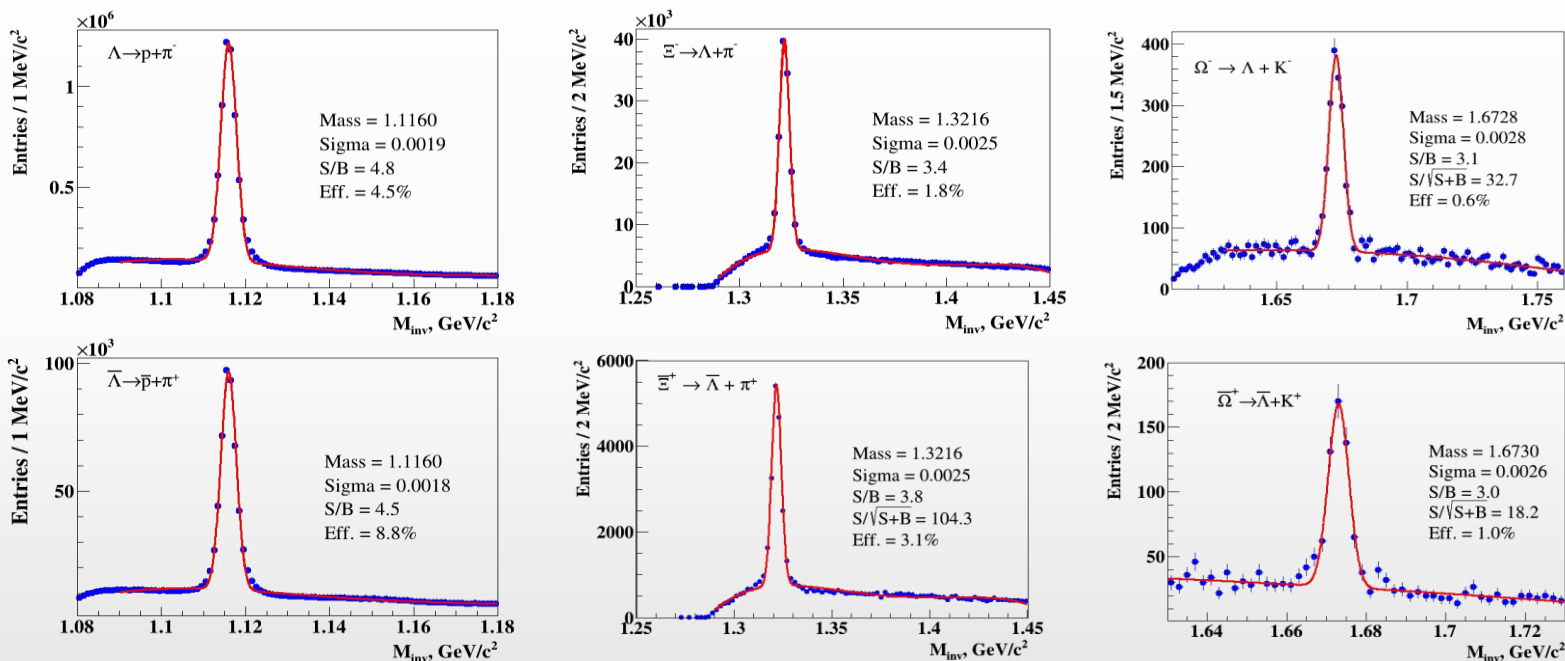 ×10⁶
Entries / 1 MeV/c²
Λ→p+π⁻
Mass = 1.1160
Sigma = 0.0019
S/B = 4.8
Eff. = 4.5%
1
0.5
1.08 1.1 1.12 1.14 1.16 1.18
M_inv, GeV/c²
×10³
Entries / 2 MeV/c²
Ξ⁻→Λ+π⁻
Mass = 1.3216
Sigma = 0.0025
S/B = 3.4
Eff. = 1.8%
40
30
20
10
0
1.25 1.3 1.35 1.4 1.45
M_inv, GeV/c²
Entries / 1.5 MeV/c²
Ω⁻ → Λ + K⁻
Mass = 1.6728
Sigma = 0.0028
S/B = 3.1
S/√S+B = 32.7
Eff = 0.6%
400
300
200
100
0
1.65 1.7 1.75
M_inv, GeV/c²
×10³
Entries / 1 MeV/c²
Λ̅→p̅+π⁺
Mass = 1.1160
Sigma = 0.0018
S/B = 4.5
Eff. = 8.8%
100
50
1.08 1.1 1.12 1.14 1.16 1.18
M_inv, GeV/c²
Entries / 2 MeV/c²
Ξ̅⁺ → Λ̅ + π⁺
Mass = 1.3216
Sigma = 0.0025
S/B = 3.8
S/√S+B = 104.3
Eff. = 3.1%
6000
4000
2000
0
1.25 1.3 1.35 1.4 1.45
M_inv, GeV/c²
Entries / 2 MeV/c²
Ω̅⁺→Λ̅+K⁺
Mass = 1.6730
Sigma = 0.0026
S/B = 3.0
S/√S+B = 18.2
Eff. = 1.0%
200
150
100
50
1.64 1.66 1.68 1.7 1.72
M_inv, GeV/c²